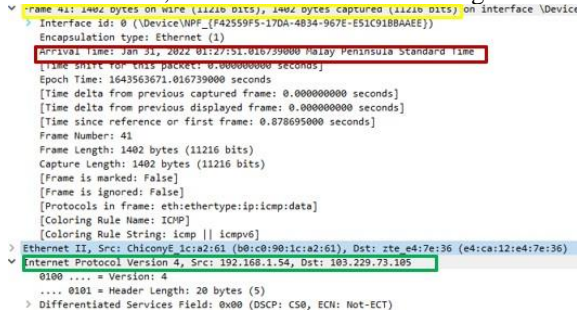 Frame 41: 1402 bytes on wire (11216 bits), 1402 bytes captured (11216 bits) on interface \Device
Interface id: 0 (\Device\NPF_{F42559F5-17DA-4B34-967E-E51C91BBAAEE})
Encapsulation type: Ethernet (1)
Arrival Time: Jan 31, 2022 01:27:51.016739000 Malay Peninsula Standard Time
[Time shift for this packet: 0.000000000 seconds]
Epoch Time: 1643563671.016739000 seconds
[Time delta from previous captured frame: 0.000000000 seconds]
[Time delta from previous displayed frame: 0.000000000 seconds]
[Time since reference or first frame: 0.878695000 seconds]
Frame Number: 41
Frame Length: 1402 bytes (11216 bits)
Capture Length: 1402 bytes (11216 bits)
[Frame is marked: False]
[Frame is ignored: False]
[Protocols in frame: eth:ethertype:ip:icmp:data]
[Coloring Rule Name: ICMP]
[Coloring Rule String: icmp || icmpv6]
Ethernet II, Src: ChiconyE_1c:a2:61 (b0:c0:90:1c:a2:61), Dst: zte_e4:7e:36 (e4:ca:12:e4:7e:36)
Internet Protocol Version 4, Src: 192.168.1.54, Dst: 103.229.73.105
0100 .... = Version: 4
.... 0101 = Header Length: 20 bytes (5)
Differentiated Services Field: 0x00 (DSCP: CS0, ECN: Not-ECT)